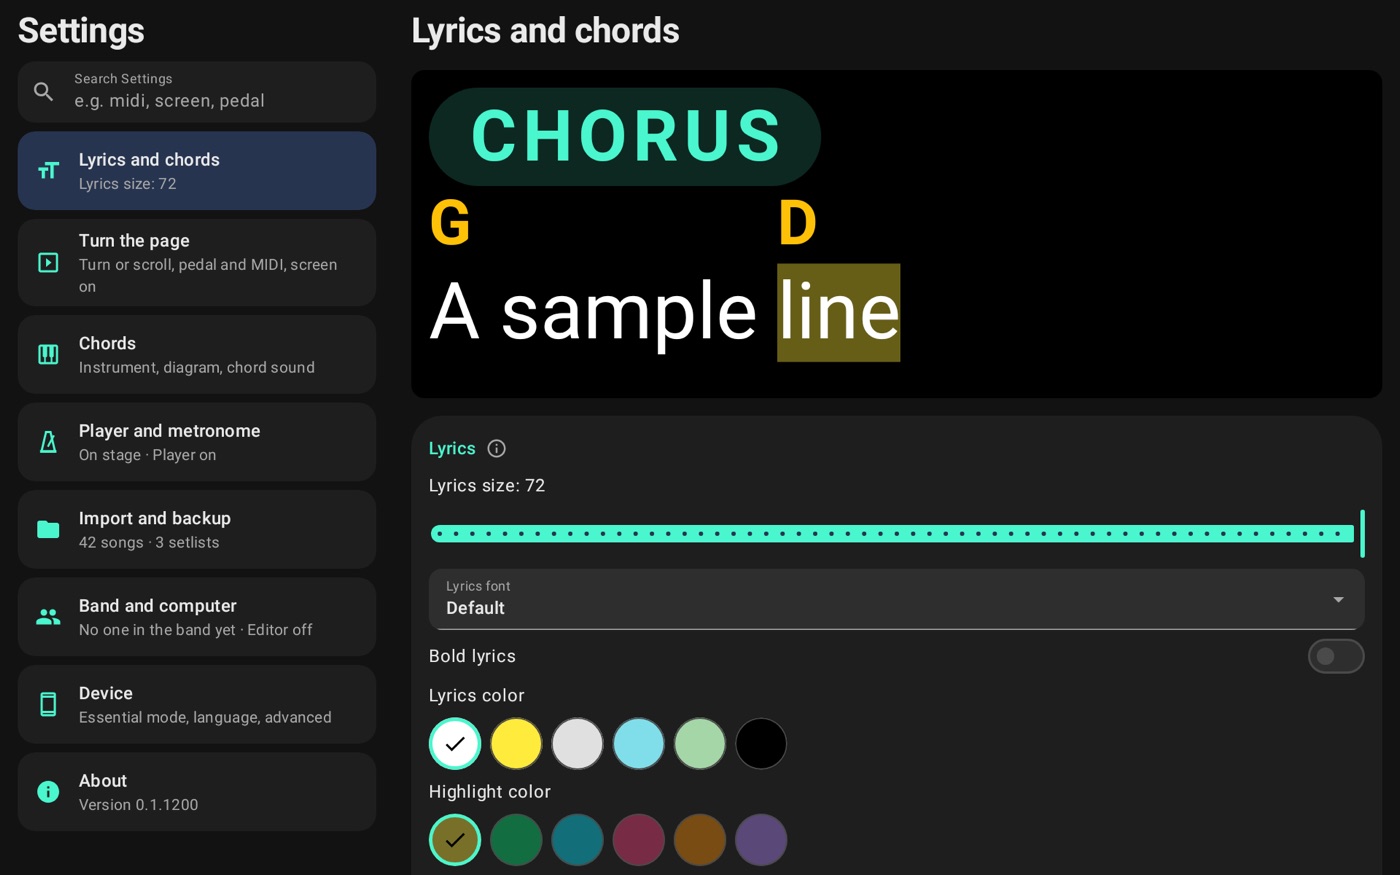 Settings
Search Settings
e.g. midi, screen, pedal
Lyrics and chords
Lyrics size: 72
Turn the page
Turn or scroll, pedal and MIDI, screen
on
Chords
Instrument, diagram, chord sound
Player and metronome
On stage · Player on
Import and backup
42 songs · 3 setlists
Band and computer
No one in the band yet · Editor off
Device
Essential mode, language, advanced
About
Version 0.1.1200
Lyrics and chords
CHORUS
G D
A sample line
Lyrics
Lyrics size: 72
Lyrics font
Default
Bold lyrics
Lyrics color
Highlight color